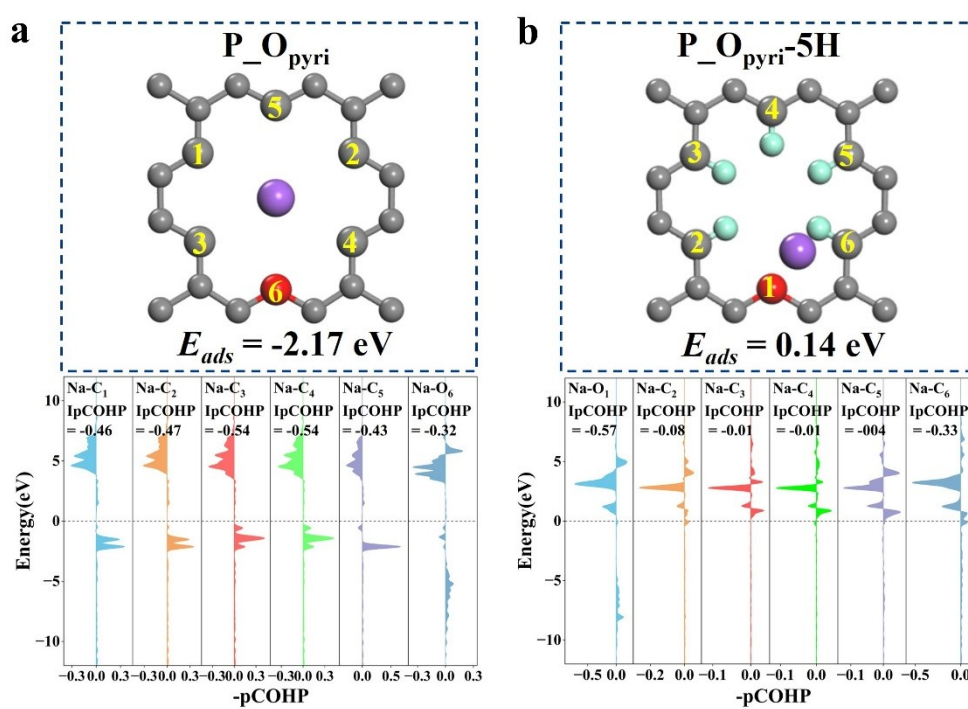 a
P_Opyri
5
1
2
3
4
6
Eads = -2.17 eV
b
P_Opyri-5H
4
3
5
2
6
1
Eads = 0.14 eV
Na-C1 Na-C2 Na-C3 Na-C4 Na-C5 Na-O6
IpCOHP IpCOHP IpCOHP IpCOHP IpCOHP IpCOHP
= -0.46 = -0.47 = -0.54 = -0.54 = -0.43 = -0.32
10
5
0
−5
−10
Energy(eV)
−0.3 0.0 0.3 −0.3 0.0 0.3 −0.3 0.0 0.3 −0.3 0.0 0.3 0.0 0.5 0.0 0.3
-pCOHP
Na-O1 Na-C2 Na-C3 Na-C4 Na-C5 Na-C6
IpCOHP IpCOHP IpCOHP IpCOHP IpCOHP IpCOHP
= -0.57 = -0.08 = -0.01 = -0.01 = -004 = -0.33
10
5
0
−5
−10
Energy(eV)
−0.5 0.0 −0.2 0.0 −0.1 0.0 −0.1 0.0 −0.1 0.0 −0.5 0.0
-pCOHP